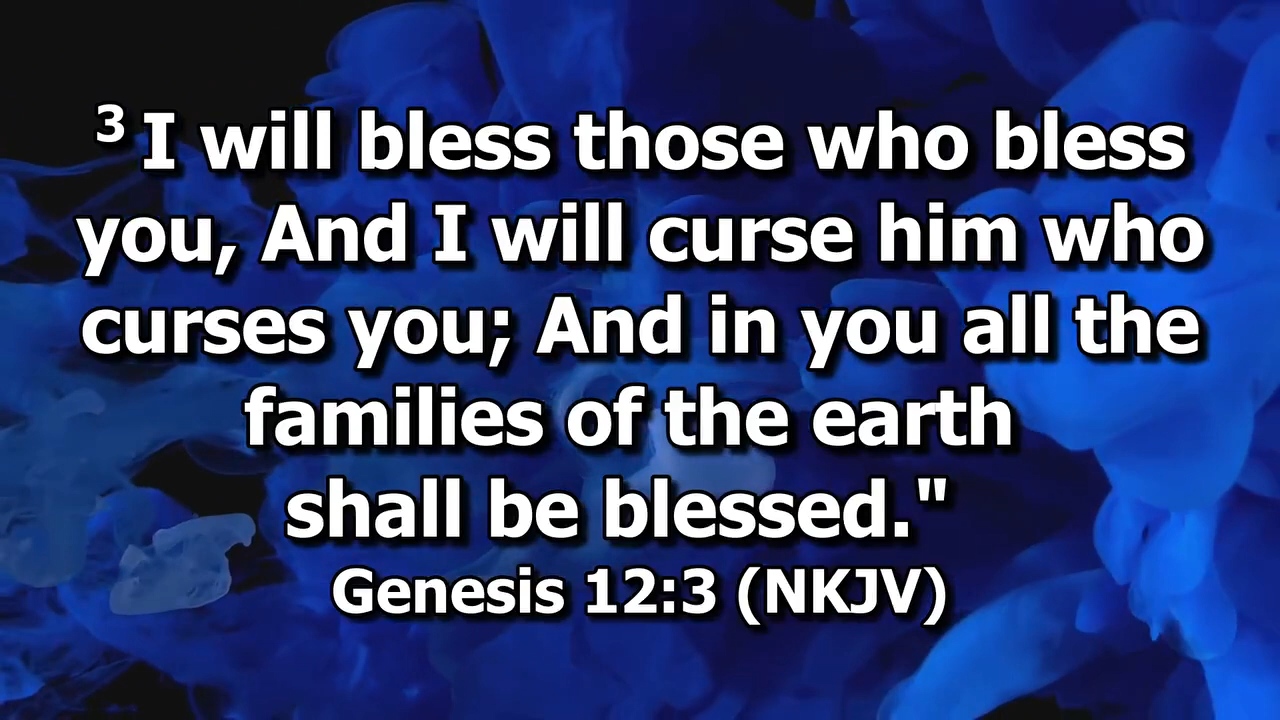 3 I will bless those who bless
you, And I will curse him who
curses you; And in you all the
families of the earth
shall be blessed."
Genesis 12:3 (NKJV)